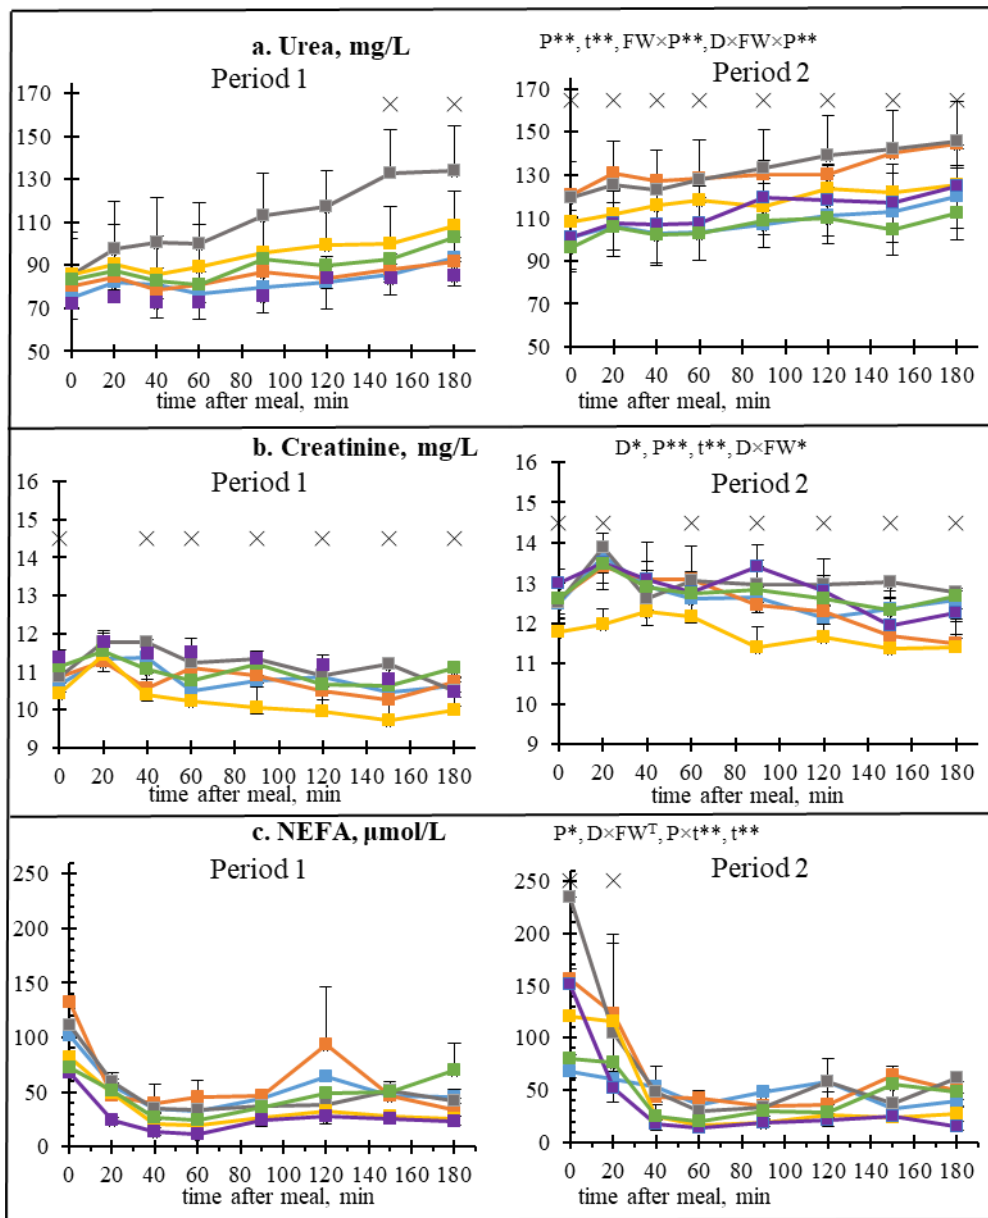 a. Urea, mg/L
P**, t**, FW×P**, D×FW×P**
Period 1
Period 2
170
150
130
110
90
70
50
0 20 40 60 80 100 120 140 160 180
time after meal, min
170
150
130
110
90
70
50
0 20 40 60 80 100 120 140 160 180
time after meal, min
b. Creatinine, mg/L
D*, P**, t**, D×FW*
Period 1
Period 2
16
15
14
13
12
11
10
9
0 20 40 60 80 100 120 140 160 180
time after meal, min
16
15
14
13
12
11
10
9
0 20 40 60 80 100 120 140 160 180
time after meal, min
c. NEFA, µmol/L
P*, D×FWᵀ, P×t**, t**
Period 1
Period 2
250
200
150
100
50
0
0 20 40 60 80 100 120 140 160 180
time after meal, min
250
200
150
100
50
0
0 20 40 60 80 100 120 140 160 180
time after meal, min